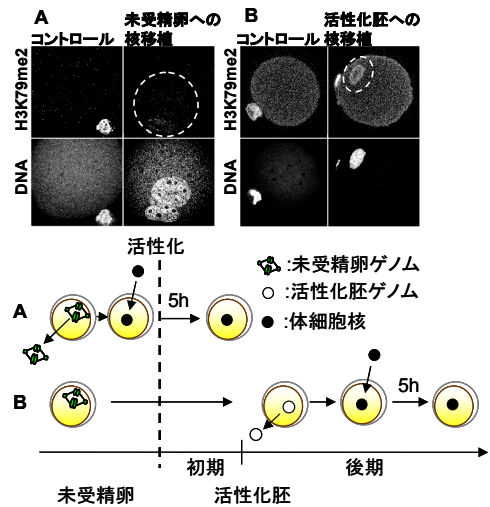 A
コントロール
未受精卵への
核移植
H3K79me2
DNA
B
コントロール
活性化胚への
核移植
H3K79me2
DNA
活性化
:未受精卵ゲノム
:活性化胚ゲノム
:体細胞核
A
5h
B
5h
初期
後期
未受精卵
活性化胚